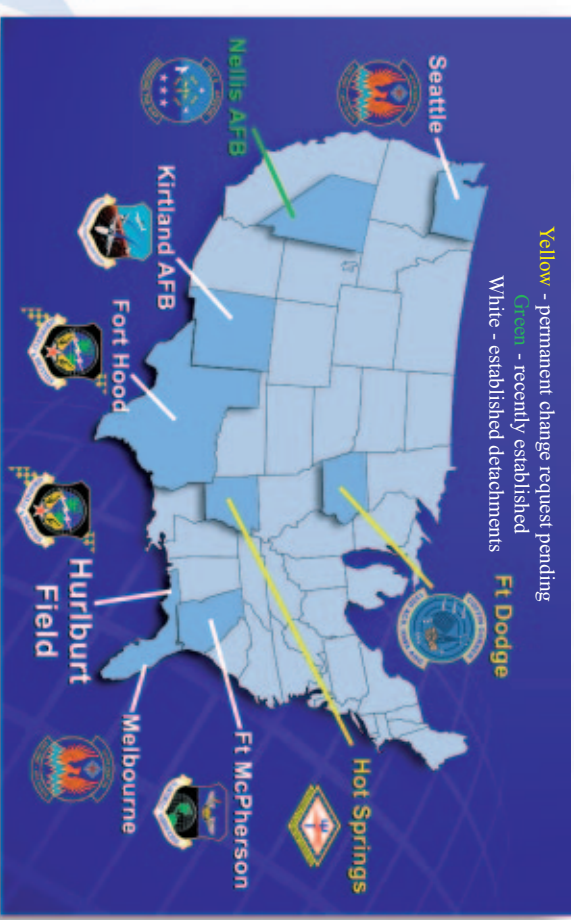 Yellow - permanent change request pending
Green - recently established
White - established detachments
Seattle
Nellis AFB
Kirtland AFB
Fort Hood
Hurlburt
Field
Melbourne
Ft McPherson
Hot Springs
Ft Dodge